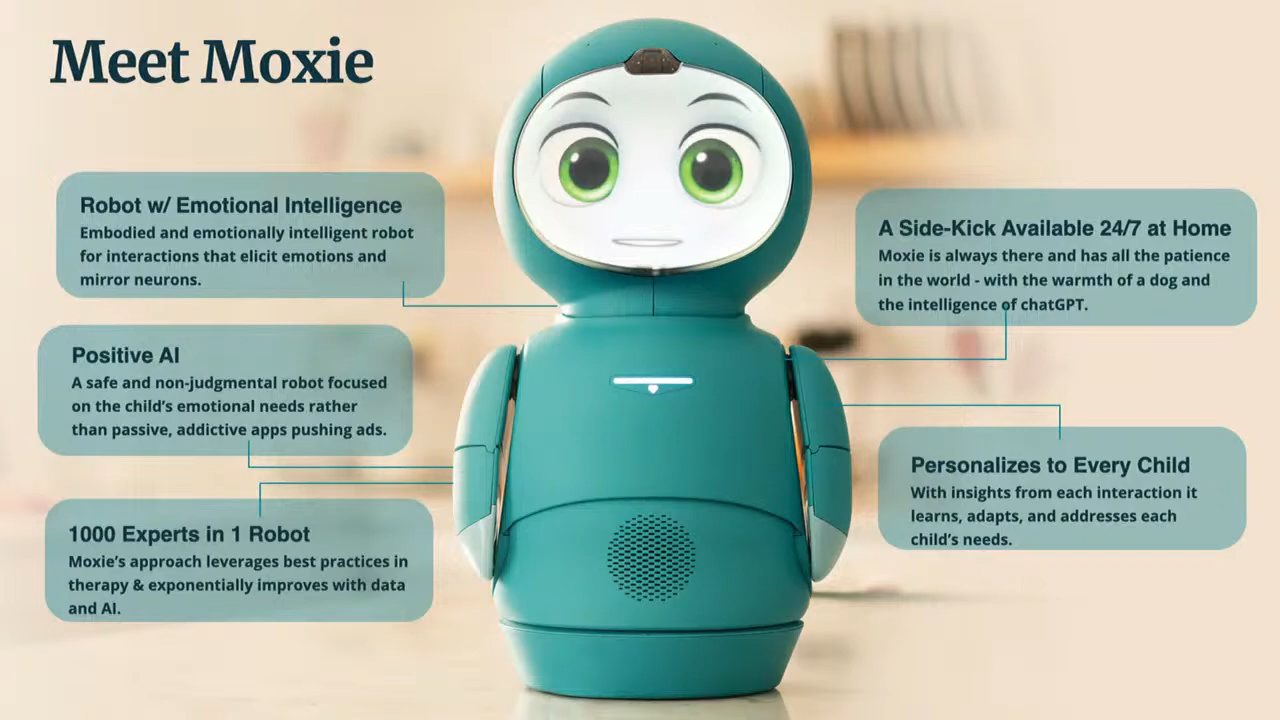 Meet Moxie
Robot w/ Emotional Intelligence
Embodied and emotionally intelligent robot
for interactions that elicit emotions and
mirror neurons.
Positive AI
A safe and non-judgmental robot focused
on the child's emotional needs rather
than passive, addictive apps pushing ads.
1000 Experts in 1 Robot
Moxie's approach leverages best practices in
therapy & exponentially improves with data
and AI.
A Side-Kick Available 24/7 at Home
Moxie is always there and has all the patience
in the world - with the warmth of a dog and
the intelligence of chatGPT.
Personalizes to Every Child
With insights from each interaction it
learns, adapts, and addresses each
child's needs.